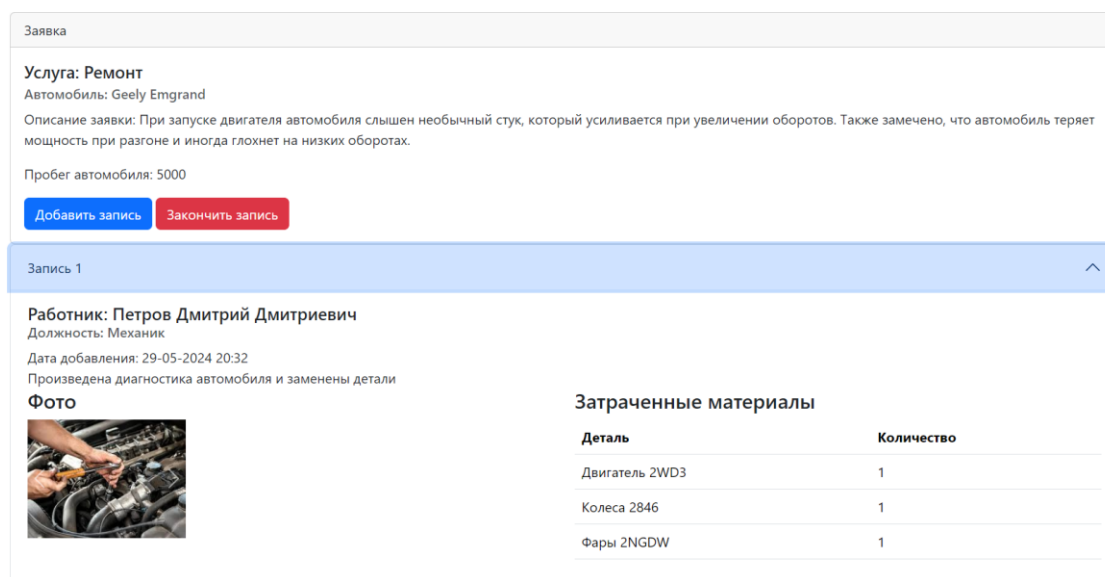 Заявка
Услуга: Ремонт
Автомобиль: Geely Emgrand
Описание заявки: При запуске двигателя автомобиля слышен необычный стук, который усиливается при увеличении оборотов. Также замечено, что автомобиль теряет
мощность при разгоне и иногда глохнет на низких оборотах.
Пробег автомобиля: 5000
Добавить запись Закончить запись
Запись 1
Работник: Петров Дмитрий Дмитриевич
Должность: Механик
Дата добавления: 29-05-2024 20:32
Произведена диагностика автомобиля и заменены детали
Фото
Затраченные материалы
Деталь Количество
Двигатель 2WD3 1
Колеса 2846 1
Фары 2NGDW 1